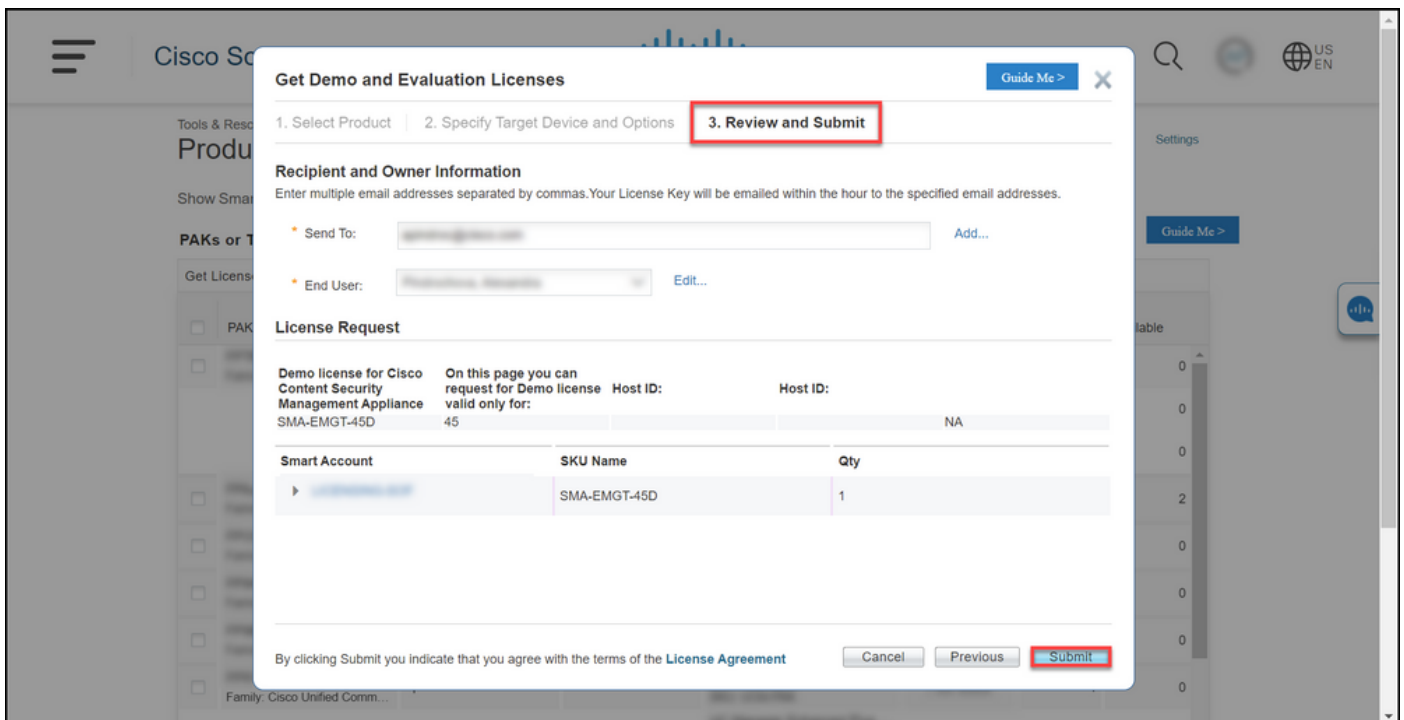 US
EN
Cisco So
Get Demo and Evaluation Licenses
Guide Me >
Tools & Resc
1. Select Product
2. Specify Target Device and Options
3. Review and Submit
Settings
Produ
Recipient and Owner Information
Enter multiple email addresses separated by commas.Your License Key will be emailed within the hour to the specified email addresses.
Show Smar
* Send To:
Add...
Guide Me >
PAKs or T
Get Licens
* End User:
Edit...
License Request
PAK
lable
Demo license for Cisco
Content Security
Management Appliance
On this page you can
request for Demo license
valid only for:
Host ID:
Host ID:
SMA-EMGT-45D
45
NA
0
0
0
Smart Account
SKU Name
Qty
SMA-EMGT-45D
1
2
0
0
0
By clicking Submit you indicate that you agree with the terms of the License Agreement
Cancel
Previous
Submit
0
Family: Cisco Unified Comm...